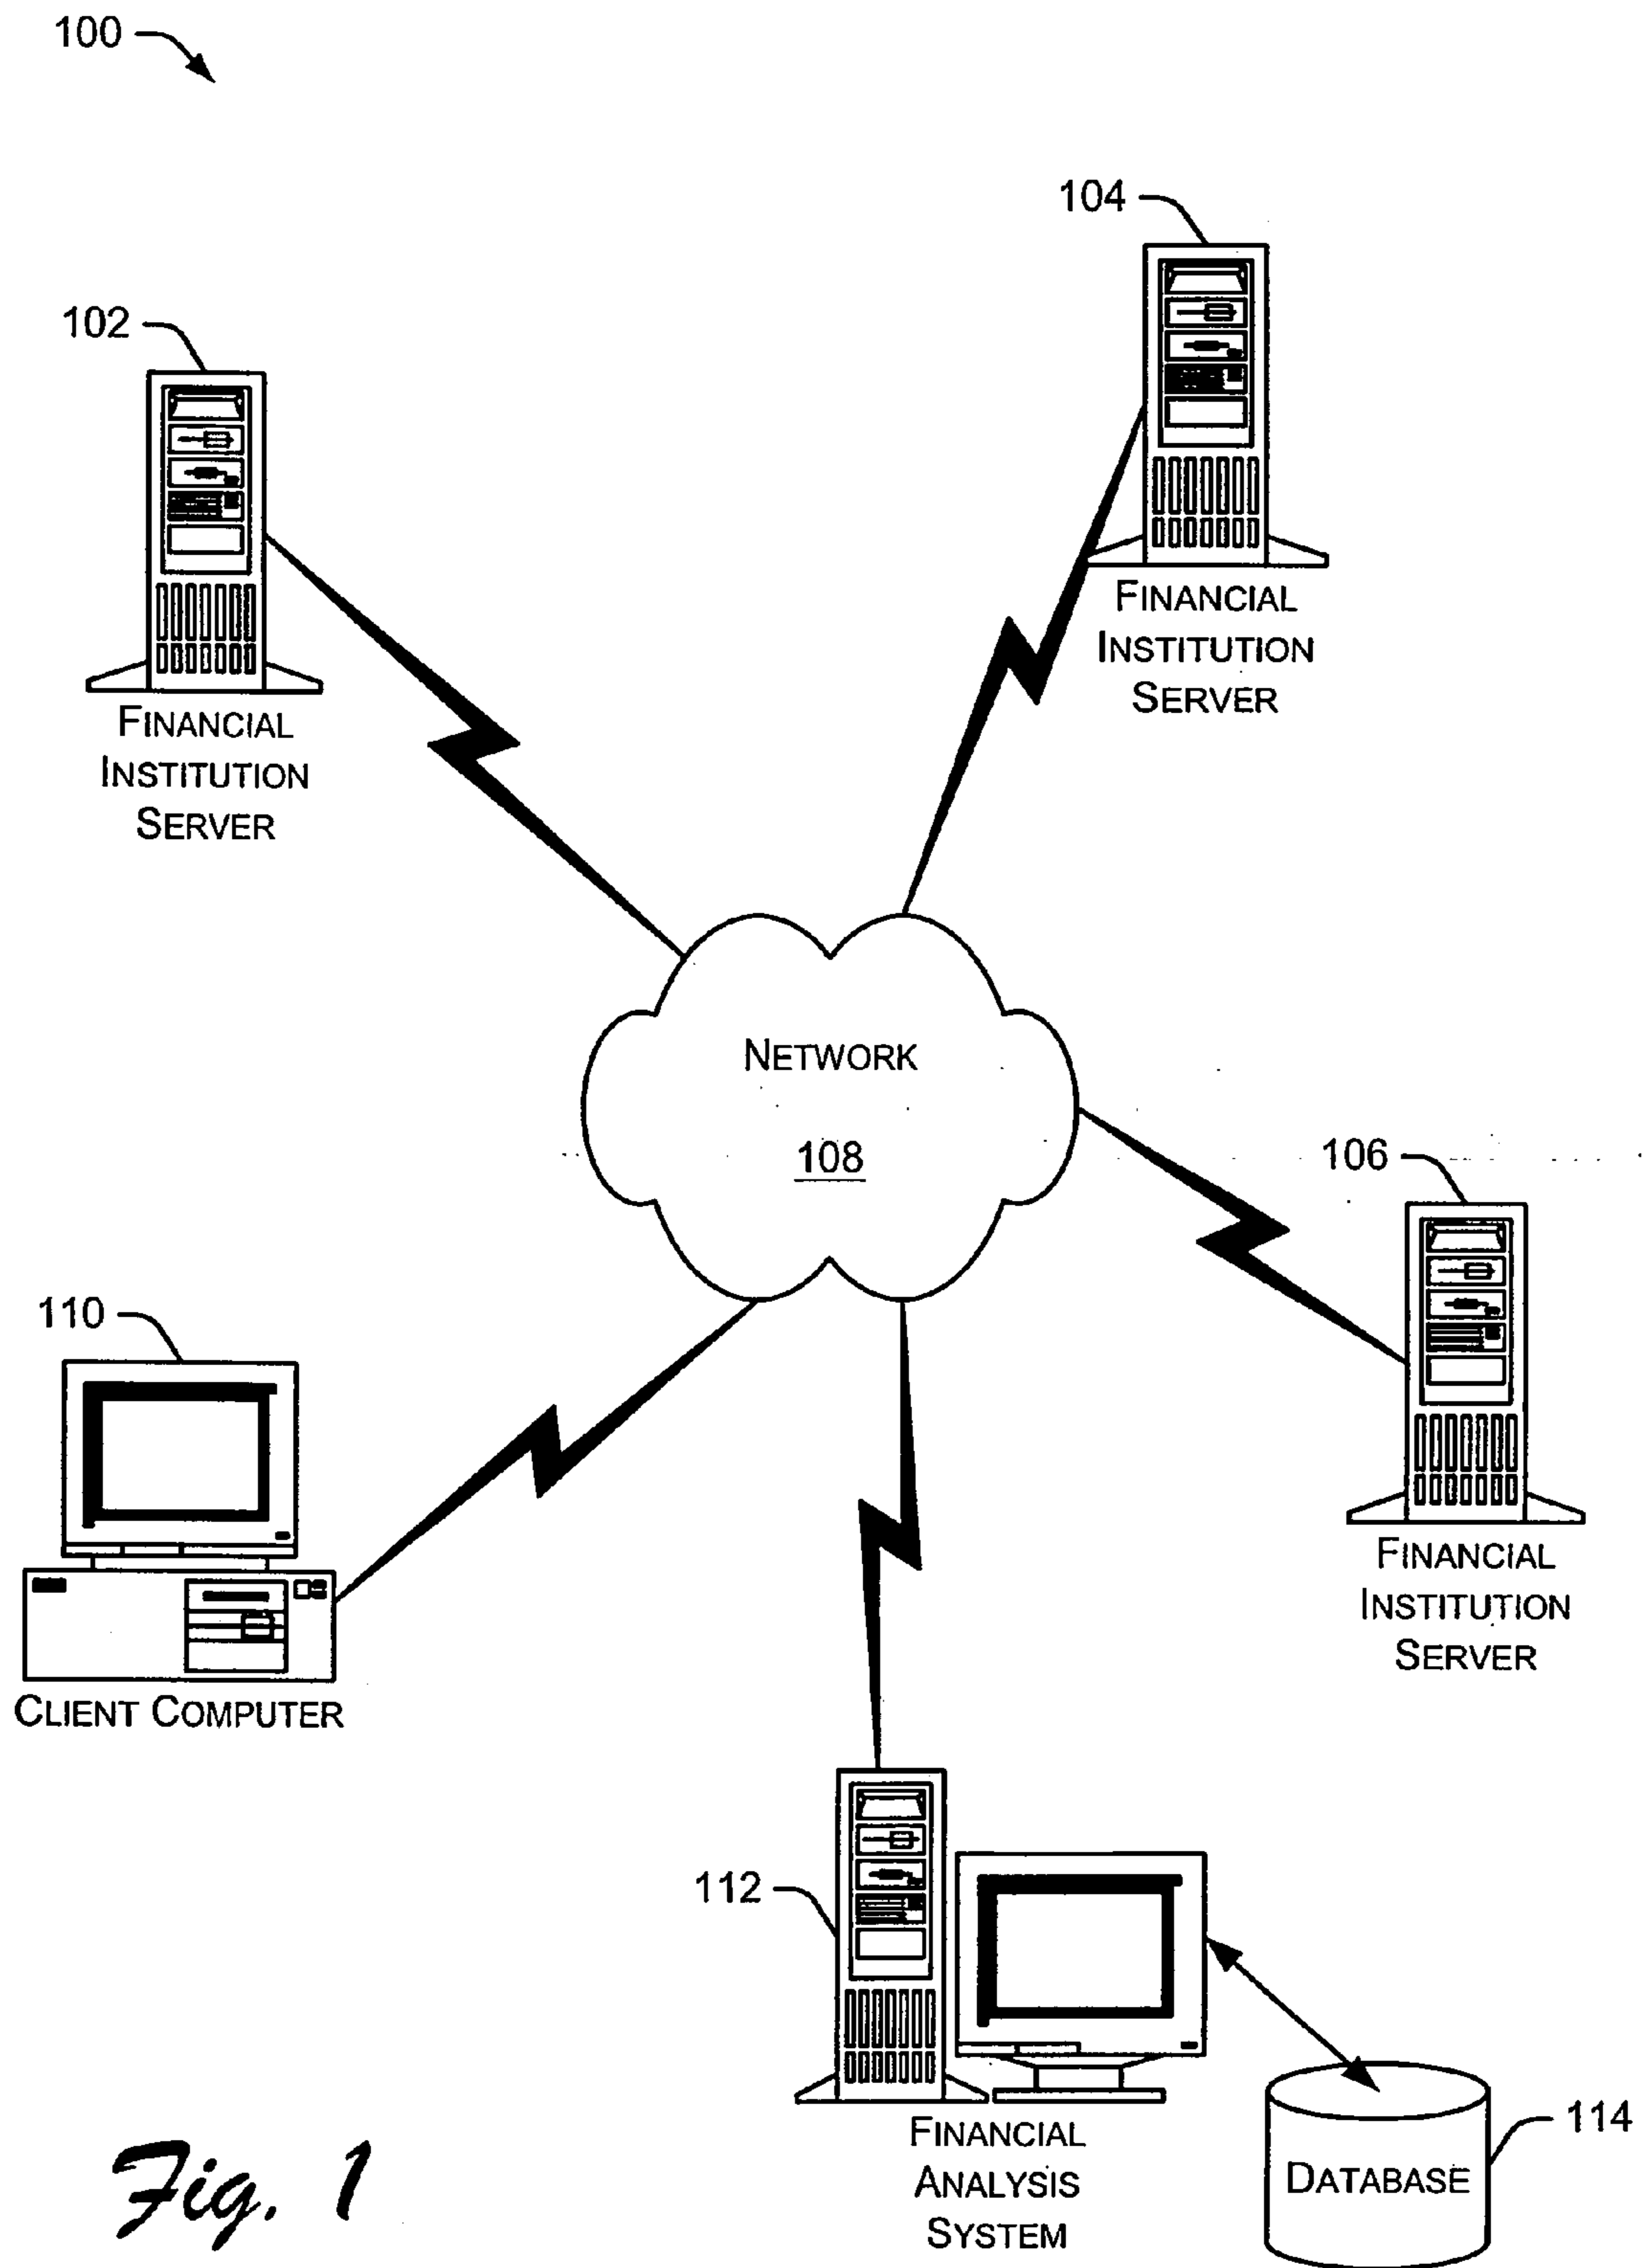 100
104
102
FINANCIAL
INSTITUTION
SERVER
FINANCIAL
INSTITUTION
SERVER
NETWORK
108
106
110
FINANCIAL
INSTITUTION
SERVER
CLIENT COMPUTER
112
114
FINANCIAL
ANALYSIS
SYSTEM
DATABASE
Fig. 1